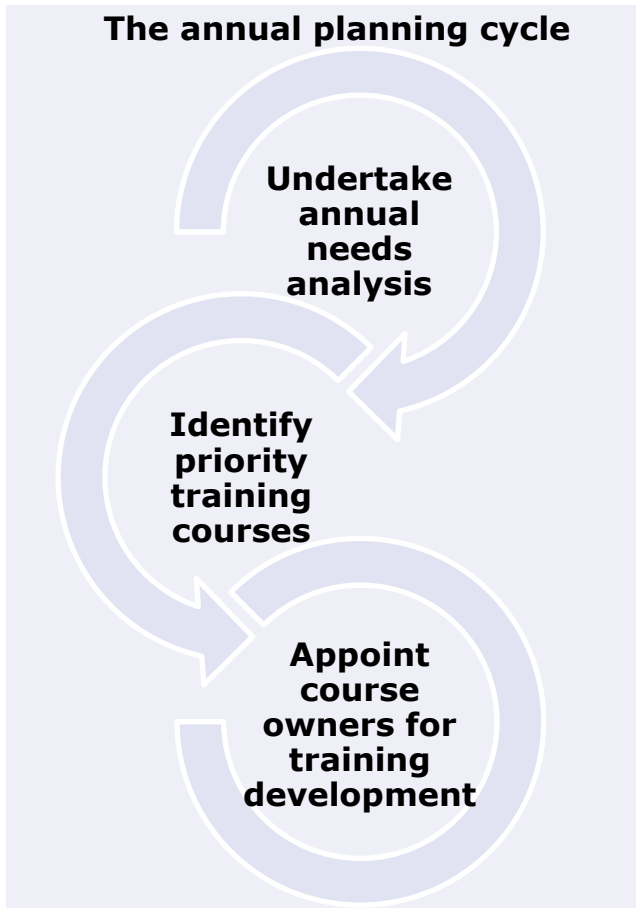 The annual planning cycle
Undertake
annual
needs
analysis
Identify
priority
training
courses
Appoint
course
owners for
training
development